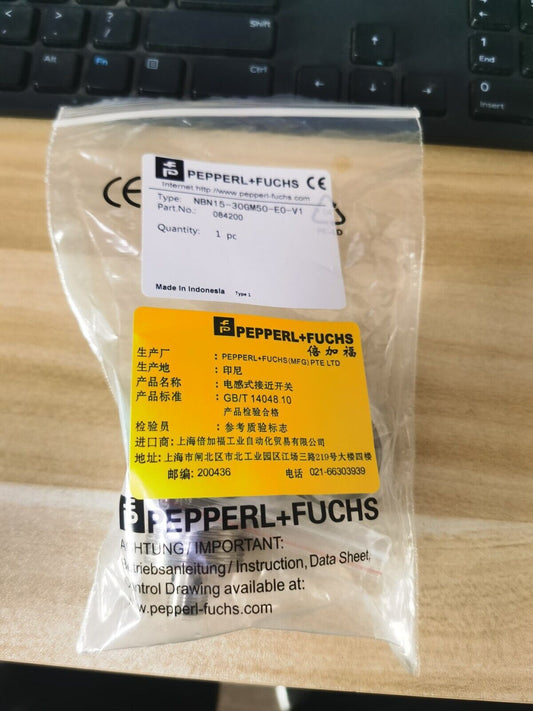 Alt
Fn
Ctrl
1
End
0
Insert
PEPPERL+FUCHS CE
Internet http://www.pepperl-fuchs.com
Type: NBN15-30GM50-E0-V1
Part.No.: 084200
Quantity: 1 pc
Made in Indonesia Type 1
CE
PE-LD
PEPPERL+FUCHS
倍加福
生产厂 : PEPPERL+FUCHS(MFG)PTE.LTD
生产地 : 印尼
产品名称 : 电感式接近开关
产品标准 : GB/T 14048.10
产品检验合格
检验员 : 参考质验标志
进口商: 上海倍加福工业自动化贸易有限公司
地址: 上海市闸北区市北工业园区江场三路219号大楼四楼
邮编: 200436 电话 021-66303939
PEPPERL+FUCHS
ACHTUNG/IMPORTANT:
triebsanleitung / Instruction, Data Sheet,
ontrol Drawing available at:
www.pepperl-fuchs.com